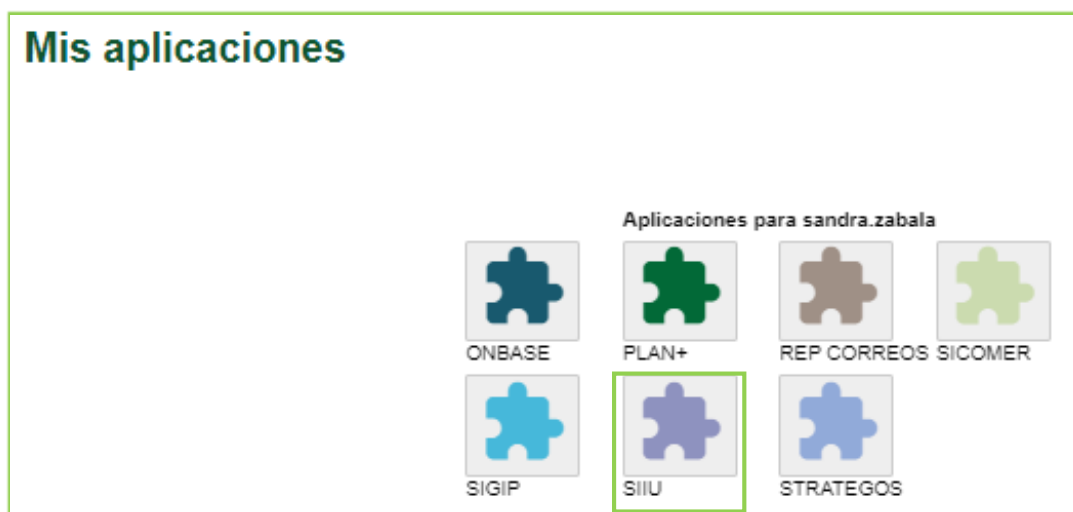 Mis aplicaciones
Aplicaciones para sandra.zabala
ONBASE PLAN+ REP CORREOS SICOMER
SIGIP SIIU STRATEGOS